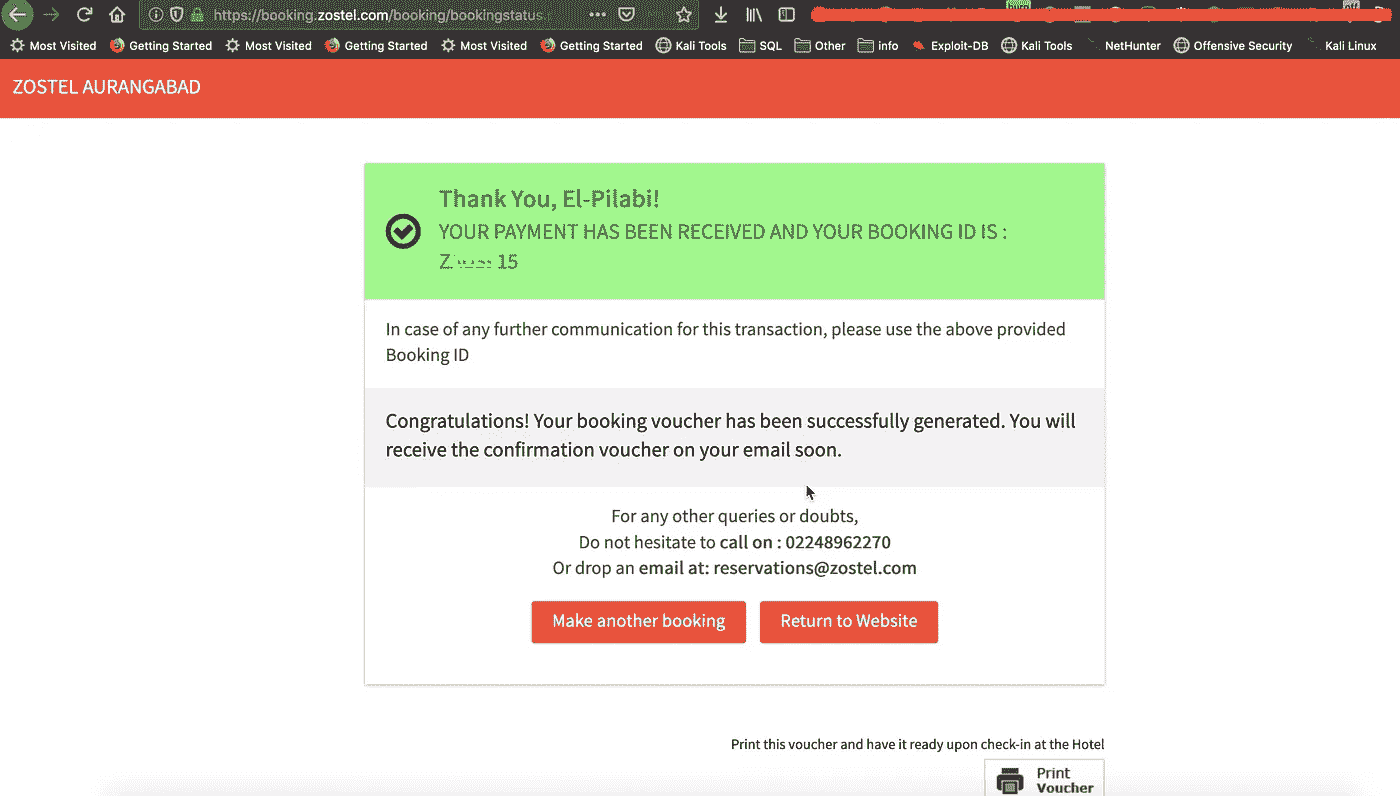 https://booking.zostel.com/booking/bookingstatus...
Most Visited Getting Started Most Visited Getting Started Most Visited Getting Started Kali Tools SQL Other info Exploit-DB Kali Tools NetHunter Offensive Security Kali Linux
ZOSTEL AURANGABAD
Thank You, El-Pilabi!
YOUR PAYMENT HAS BEEN RECEIVED AND YOUR BOOKING ID IS :
Z 15
In case of any further communication for this transaction, please use the above provided
Booking ID
Congratulations! Your booking voucher has been successfully generated. You will
receive the confirmation voucher on your email soon.
For any other queries or doubts,
Do not hesitate to call on : 02248962270
Or drop an email at: reservations@zostel.com
Make another booking Return to Website
Print this voucher and have it ready upon check-in at the Hotel
Print
Voucher